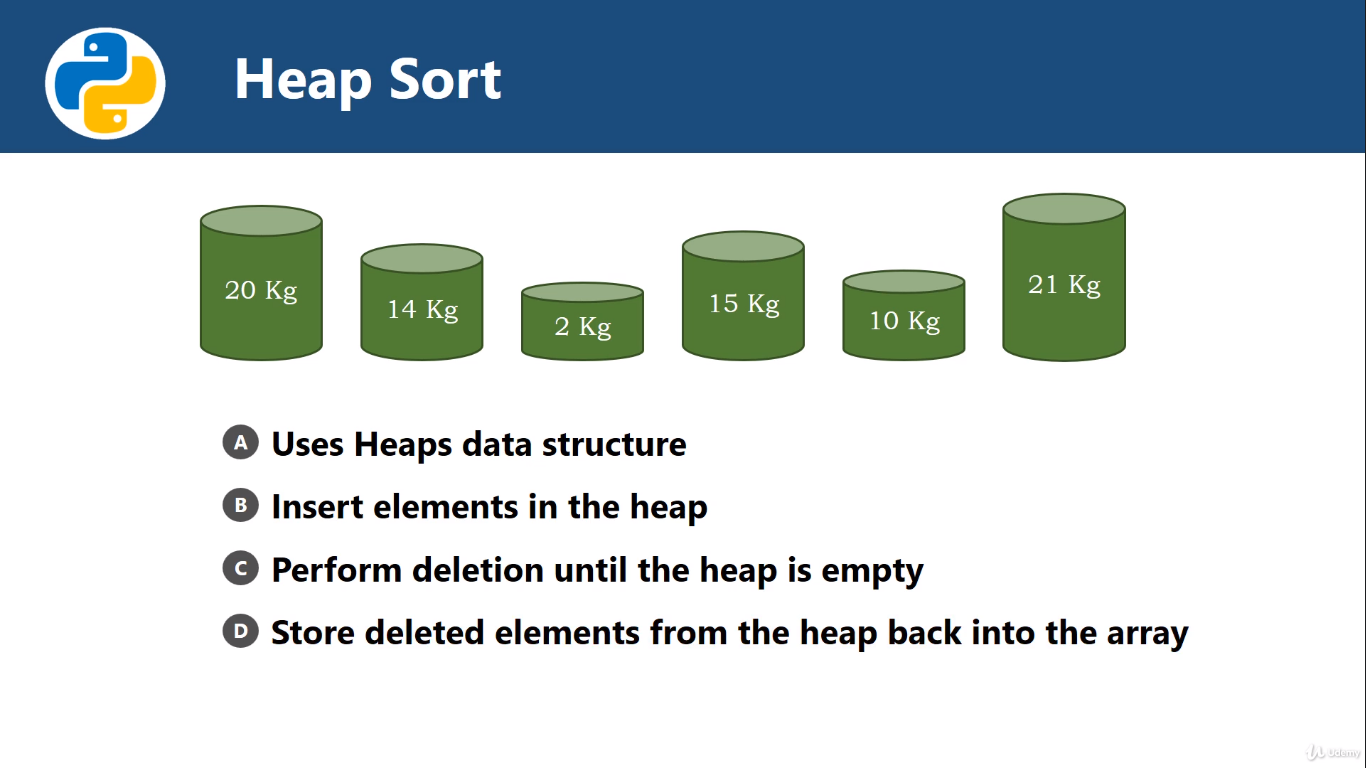 Heap Sort
20 Kg
14 Kg
2 Kg
15 Kg
10 Kg
21 Kg
A Uses Heaps data structure
B Insert elements in the heap
C Perform deletion until the heap is empty
D Store deleted elements from the heap back into the array
Udemy